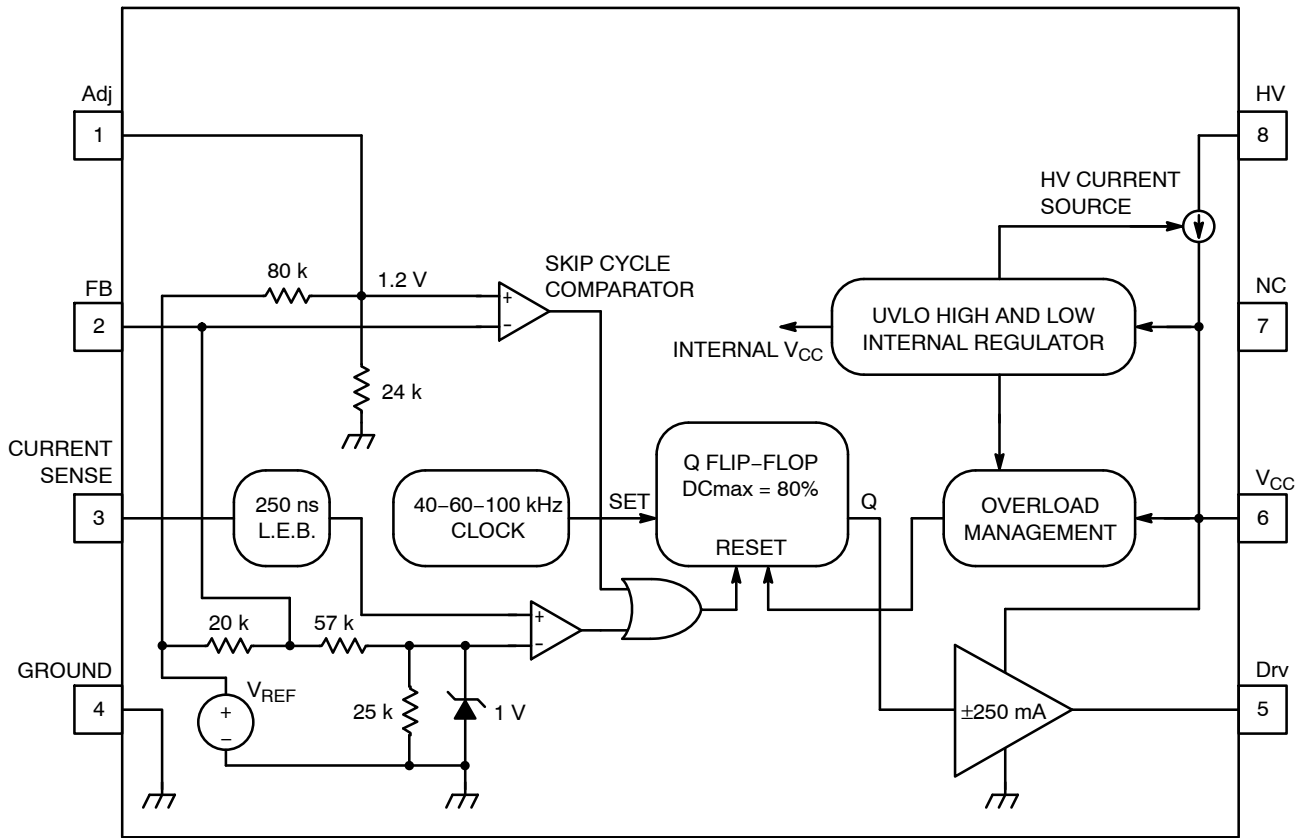 Adj
1
HV
8
HV CURRENT
SOURCE
80 k
1.2 V
+
−
SKIP CYCLE
COMPARATOR
FB
2
NC
7
UVLO HIGH AND LOW
INTERNAL REGULATOR
INTERNAL VCC
24 k
CURRENT
SENSE
3
250 ns
L.E.B.
40−60−100 kHz
CLOCK
SET
Q FLIP−FLOP
DCmax = 80%
RESET
Q
OVERLOAD
MANAGEMENT
VCC
6
20 k
57 k
+
−
GROUND
4
VREF
+
−
25 k
1 V
±250 mA
Drv
5